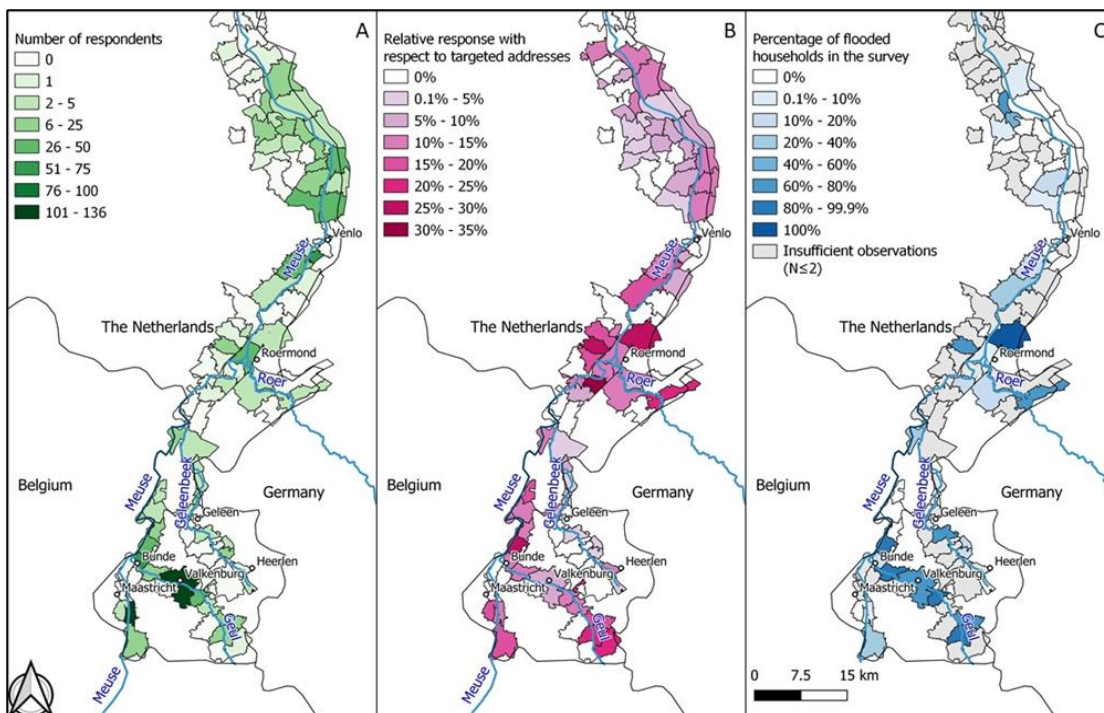 A
Number of respondents
0
1
2 - 5
6 - 25
26 - 50
51 - 75
76 - 100
101 - 136
Venlo
Meuse
The Netherlands
Roermond
Roer
Belgium
Meuse
Geleenbeek
Germany
Geleen
Bunde
Heerlen
Valkenburg
Maastricht
Geul
Meuse
B
Relative response with
respect to targeted addresses
0%
0.1% - 5%
5% - 10%
10% - 15%
15% - 20%
20% - 25%
25% - 30%
30% - 35%
Venlo
Meuse
The Netherlands
Roermond
Roer
Belgium
Meuse
Geleenbeek
Germany
Geleen
Bunde
Heerlen
Valkenburg
Maastricht
Geul
Meuse
C
Percentage of flooded
households in the survey
0%
0.1% - 10%
10% - 20%
20% - 40%
40% - 60%
60% - 80%
80% - 99.9%
100%
Insufficient observations
(N≤2)
Venlo
Meuse
The Netherlands
Roermond
Roer
Belgium
Meuse
Geleenbeek
Germany
Geleen
Bunde
Heerlen
Valkenburg
Maastricht
Geul
Meuse
0 7.5 15 km